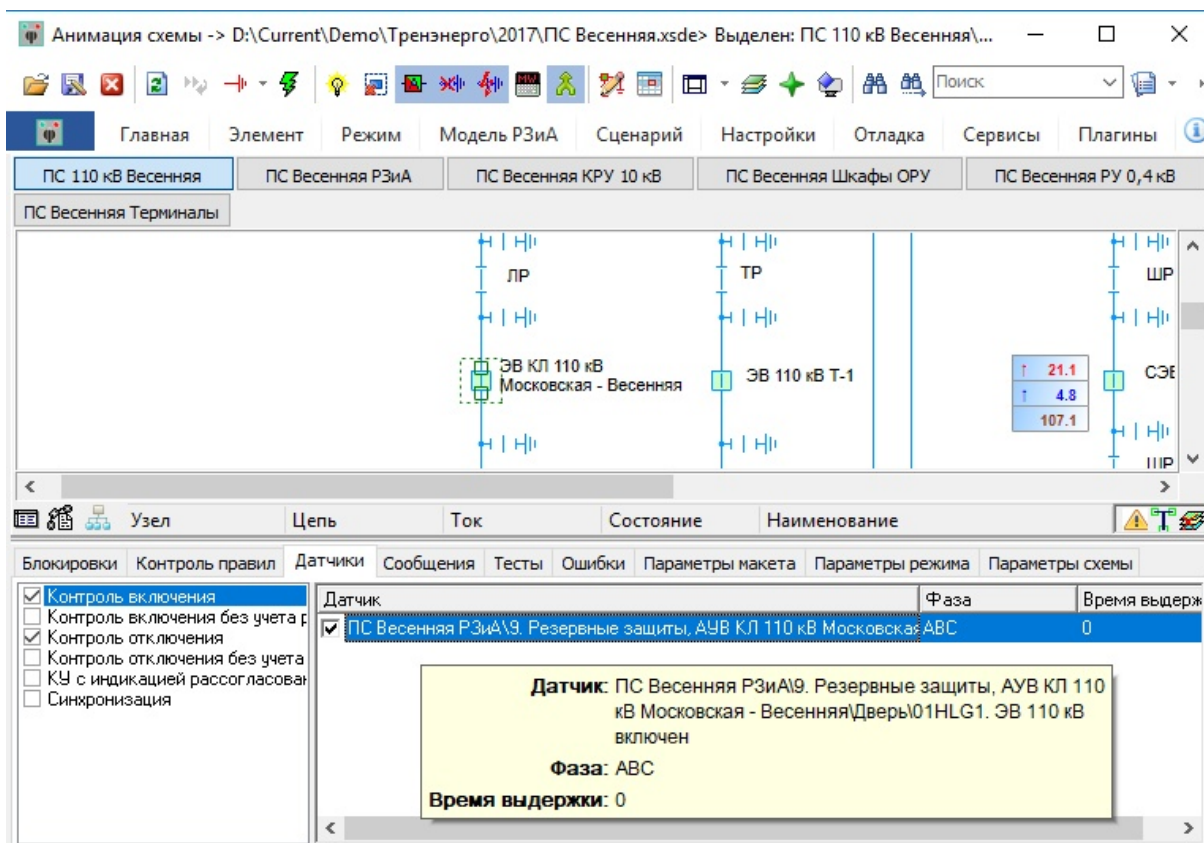 Анимация схемы -> D:\Current\Demo\Тренэнерго\2017\ПС Весенняя.xsde> Выделен: ПС 110 кВ Весенняя\...
Поиск
Главная Элемент Режим Модель РЗиА Сценарий Настройки Отладка Сервисы Плагины
ПС 110 кВ Весенняя ПС Весенняя РЗиА ПС Весенняя КРУ 10 кВ ПС Весенняя Шкафы ОРУ ПС Весенняя РУ 0,4 кВ
ПС Весенняя Терминалы
ЛР ТР ШР
ЭВ КЛ 110 кВ
Московская - Весенняя
ЭВ 110 кВ Т-1
↑ 21.1
↑ 4.8
107.1
СЭВ
ШР
Узел Цепь Ток Состояние Наименование
Блокировки Контроль правил Датчики Сообщения Тесты Ошибки Параметры макета Параметры режима Параметры схемы
Контроль включения
Контроль включения без учета р
Контроль отключения
Контроль отключения без учета
КУ с индикацией рассогласован
Синхронизация
Датчик Фаза Время выдерж
ПС Весенняя РЗиА\9. Резервные защиты, АУВ КЛ 110 кВ Московская ABC 0
Датчик: ПС Весенняя РЗиА\9. Резервные защиты, АУВ КЛ 110
кВ Московская - Весенняя\Дверь\01HLG1. ЭВ 110 кВ
включен
Фаза: ABC
Время выдержки: 0